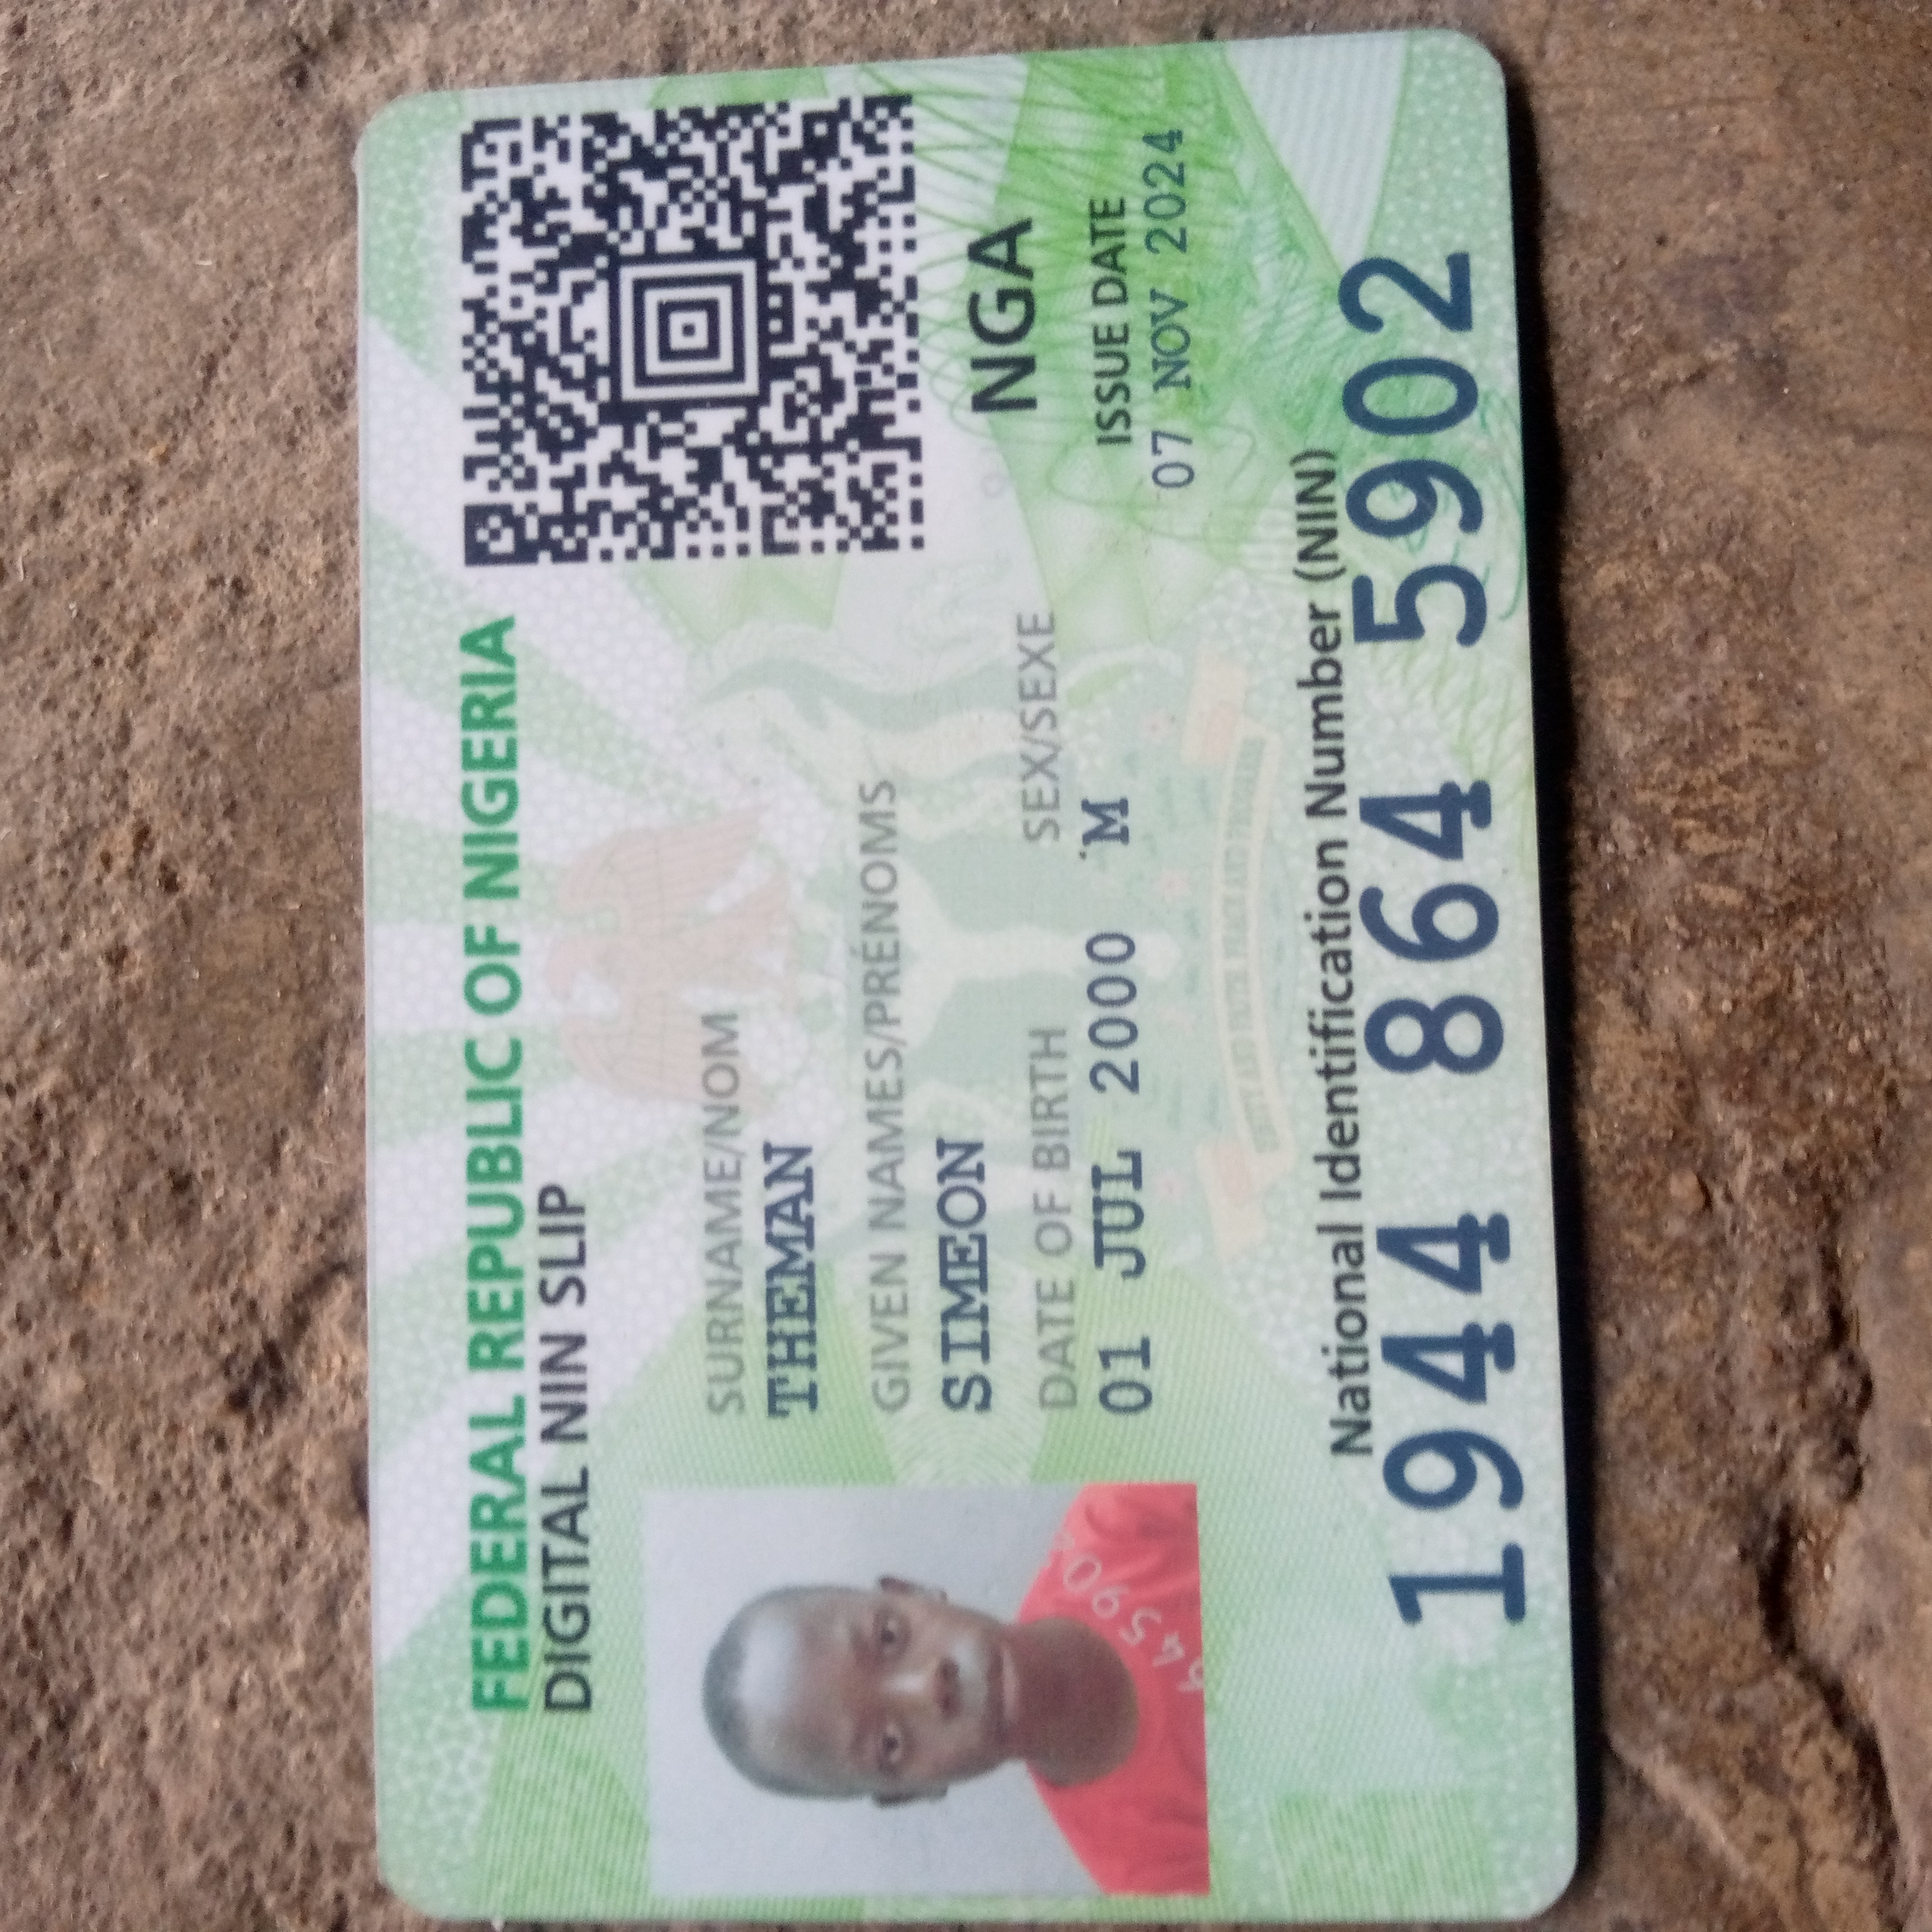 FEDERAL REPUBLIC OF NIGERIA
DIGITAL NIN SLIP
SURNAME/NOM
THEMAN
GIVEN NAMES/PRÉNOMS
SIMEON
DATE OF BIRTH SEX/SEXE
01 JUL 2000 M
NGA
ISSUE DATE
07 NOV 2024
National Identification Number (NIN)
1944 864 5902